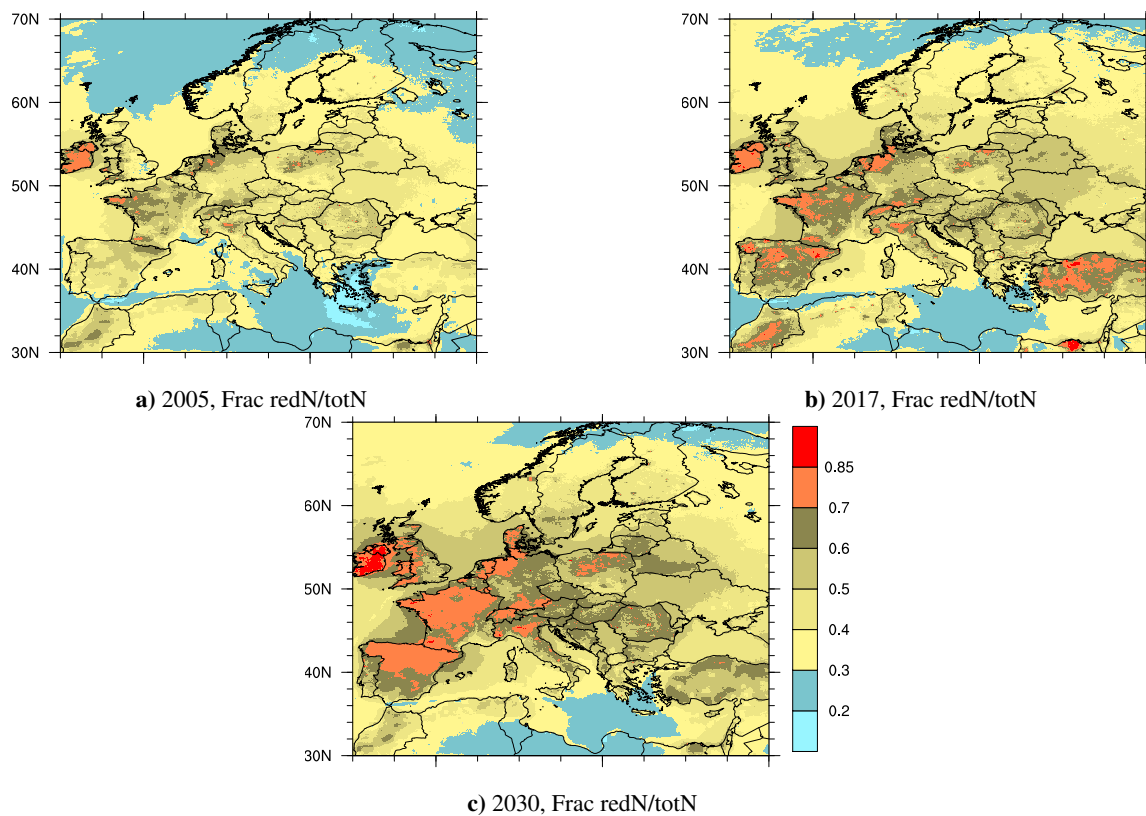 70N
60N
50N
40N
30N
a) 2005, Frac redN/totN
70N
60N
50N
40N
30N
b) 2017, Frac redN/totN
70N
60N
50N
40N
30N
0.85
0.7
0.6
0.5
0.4
0.3
0.2
c) 2030, Frac redN/totN